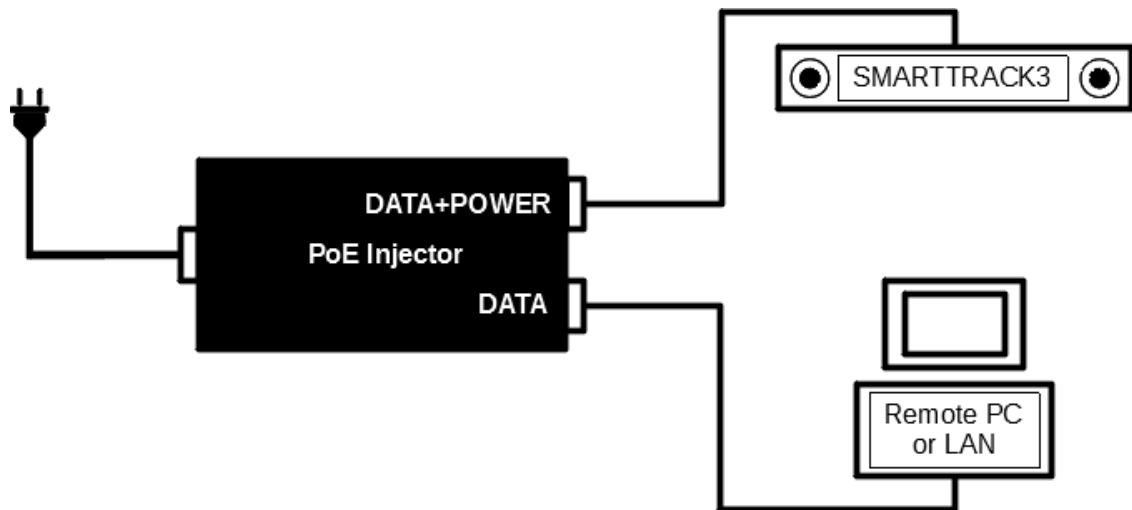 SMARTTRACK3
DATA+POWER
PoE Injector
DATA
Remote PC
or LAN